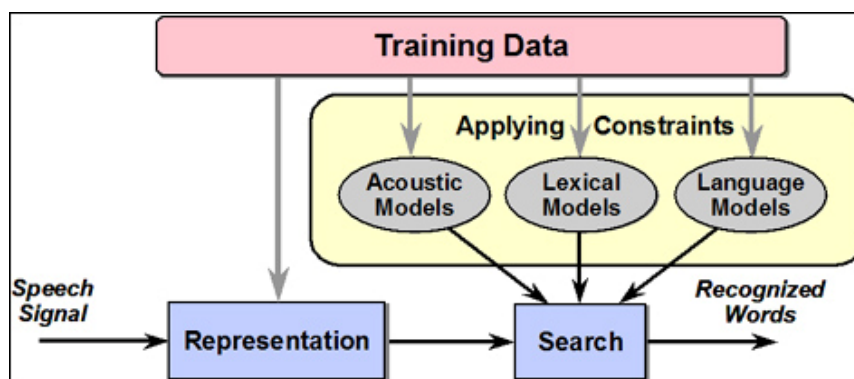 Training Data
Applying Constraints
Acoustic
Models
Lexical
Models
Language
Models
Speech
Signal
Representation
Search
Recognized
Words